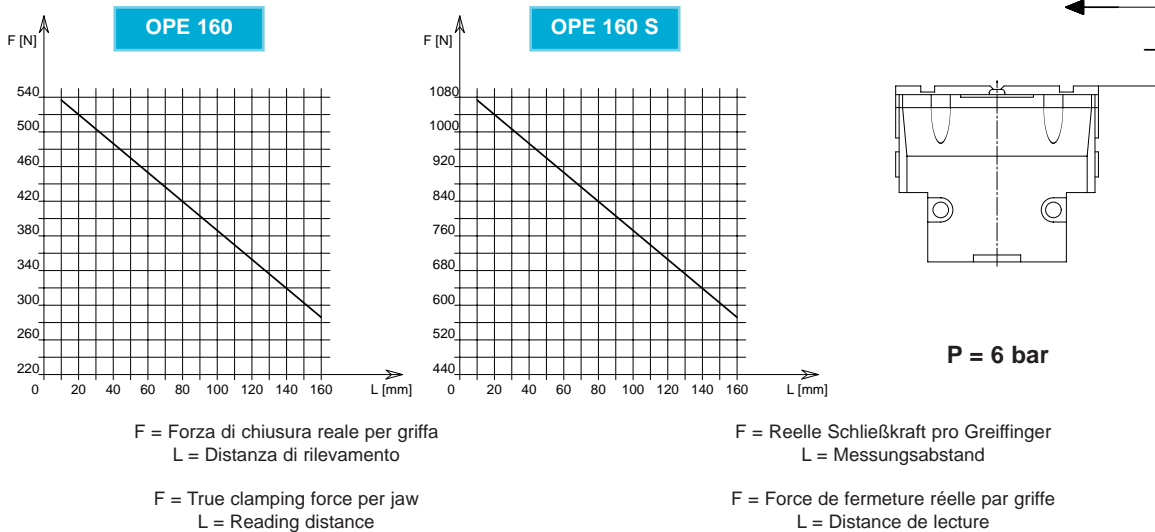 OPE 160
F [N]
540
500
460
420
380
340
300
260
220
0 20 40 60 80 100 120 140 160
L [mm]
OPE 160 S
F [N]
1080
1000
920
840
760
680
600
520
440
0 20 40 60 80 100 120 140 160
L [mm]
P = 6 bar
F = Forza di chiusura reale per griffa
L = Distanza di rilevamento
F = Reelle Schließkraft pro Greiffinger
L = Messungsabstand
F = True clamping force per jaw
L = Reading distance
F = Force de fermeture réelle par griffe
L = Distance de lecture